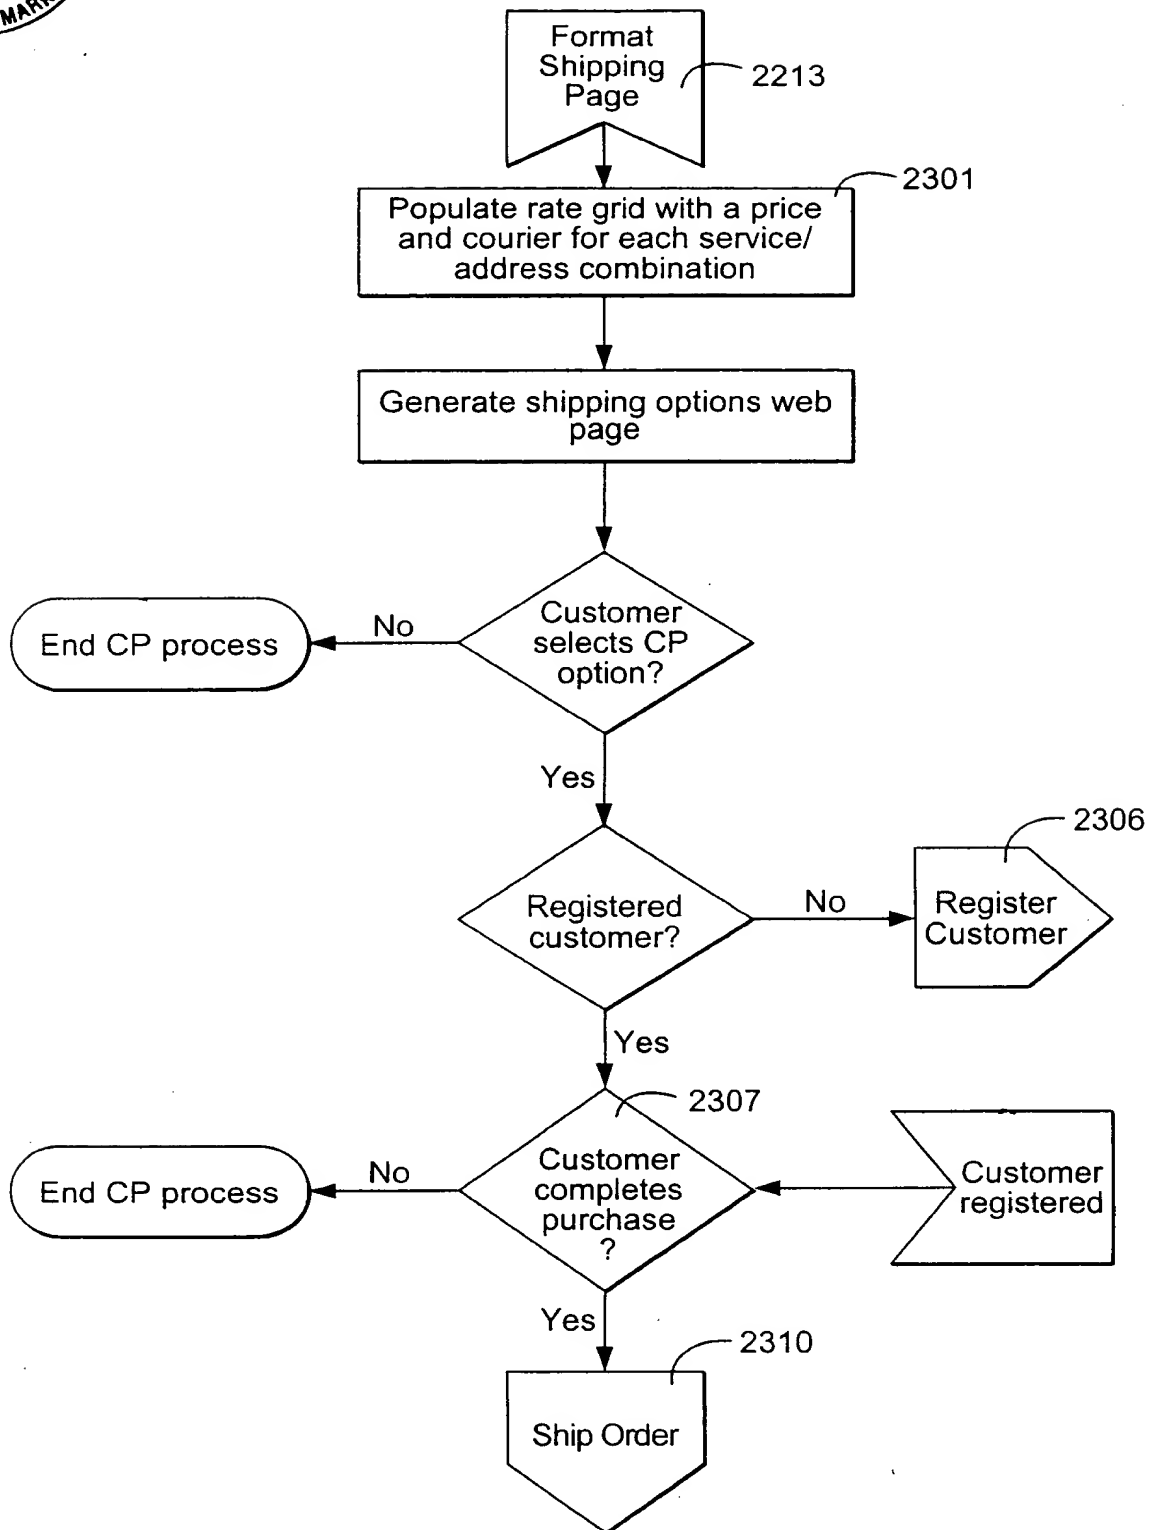 MARK
Format
Shipping
Page
2213
2301
Populate rate grid with a price
and courier for each service/
address combination
Generate shipping options web
page
Customer
selects CP
option?
No
End CP process
Yes
2306
Registered
customer?
No
Register
Customer
Yes
2307
Customer
completes
purchase
?
No
End CP process
Customer
registered
Yes
2310
Ship Order